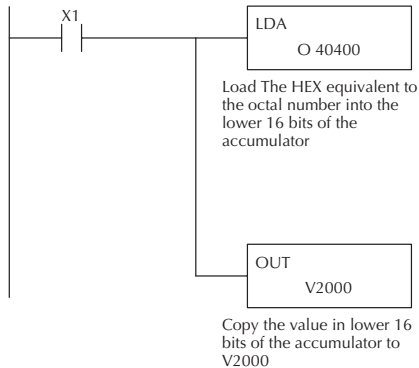 X1
LDA
O 40400
Load The HEX equivalent to
the octal number into the
lower 16 bits of the
accumulator
OUT
V2000
Copy the value in lower 16
bits of the accumulator to
V2000